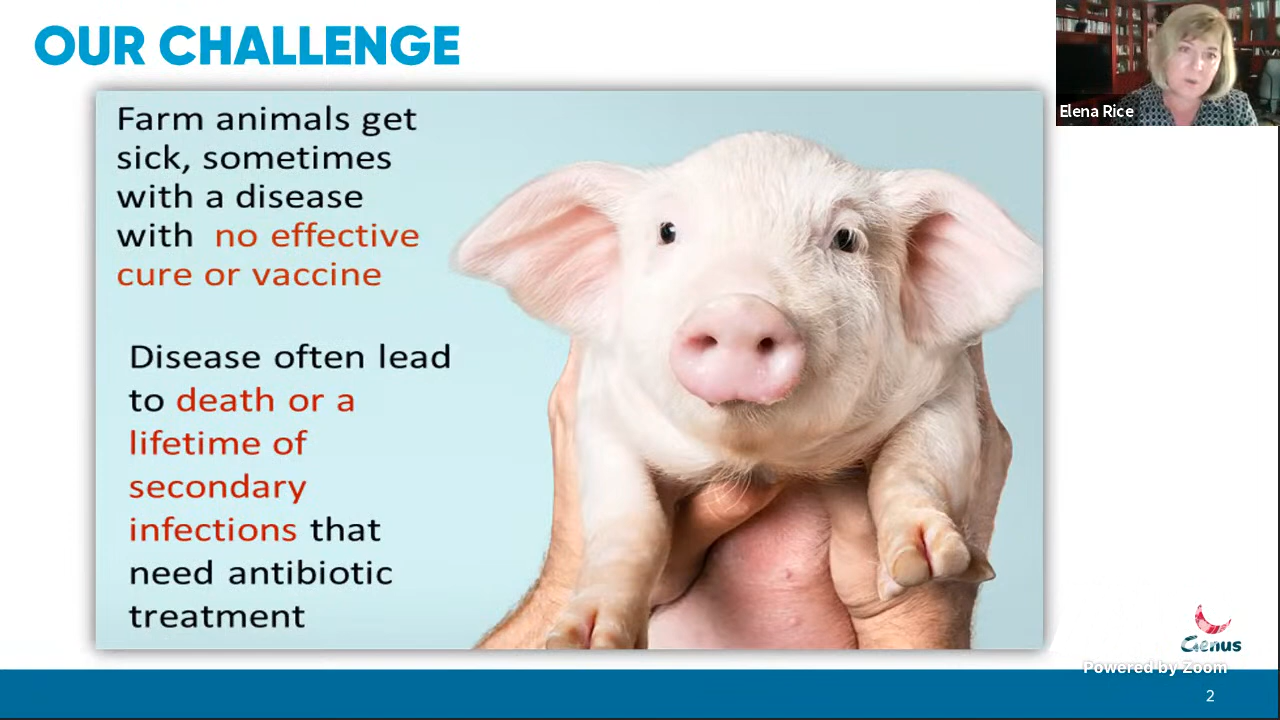 OUR CHALLENGE
Farm animals get
sick, sometimes
with a disease
with no effective
cure or vaccine
Disease often lead
to death or a
lifetime of
secondary
infections that
need antibiotic
treatment
Elena Rice
Genus
Powered by Zoom
2